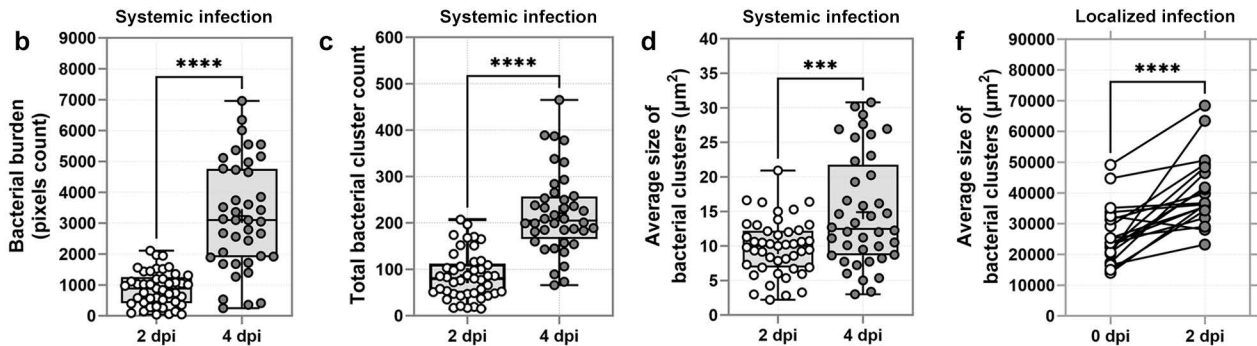 Systemic infection
b
Bacterial burden
(pixels count)
9000
8000
7000
6000
5000
4000
3000
2000
1000
0
****
2 dpi
4 dpi
Systemic infection
c
Total bacterial cluster count
600
500
400
300
200
100
0
****
2 dpi
4 dpi
Systemic infection
d
Average size of
bacterial clusters (µm²)
40
35
30
25
20
15
10
5
0
***
2 dpi
4 dpi
Localized infection
f
Average size of
bacterial clusters (µm²)
90000
80000
70000
60000
50000
40000
30000
20000
10000
0
****
0 dpi
2 dpi